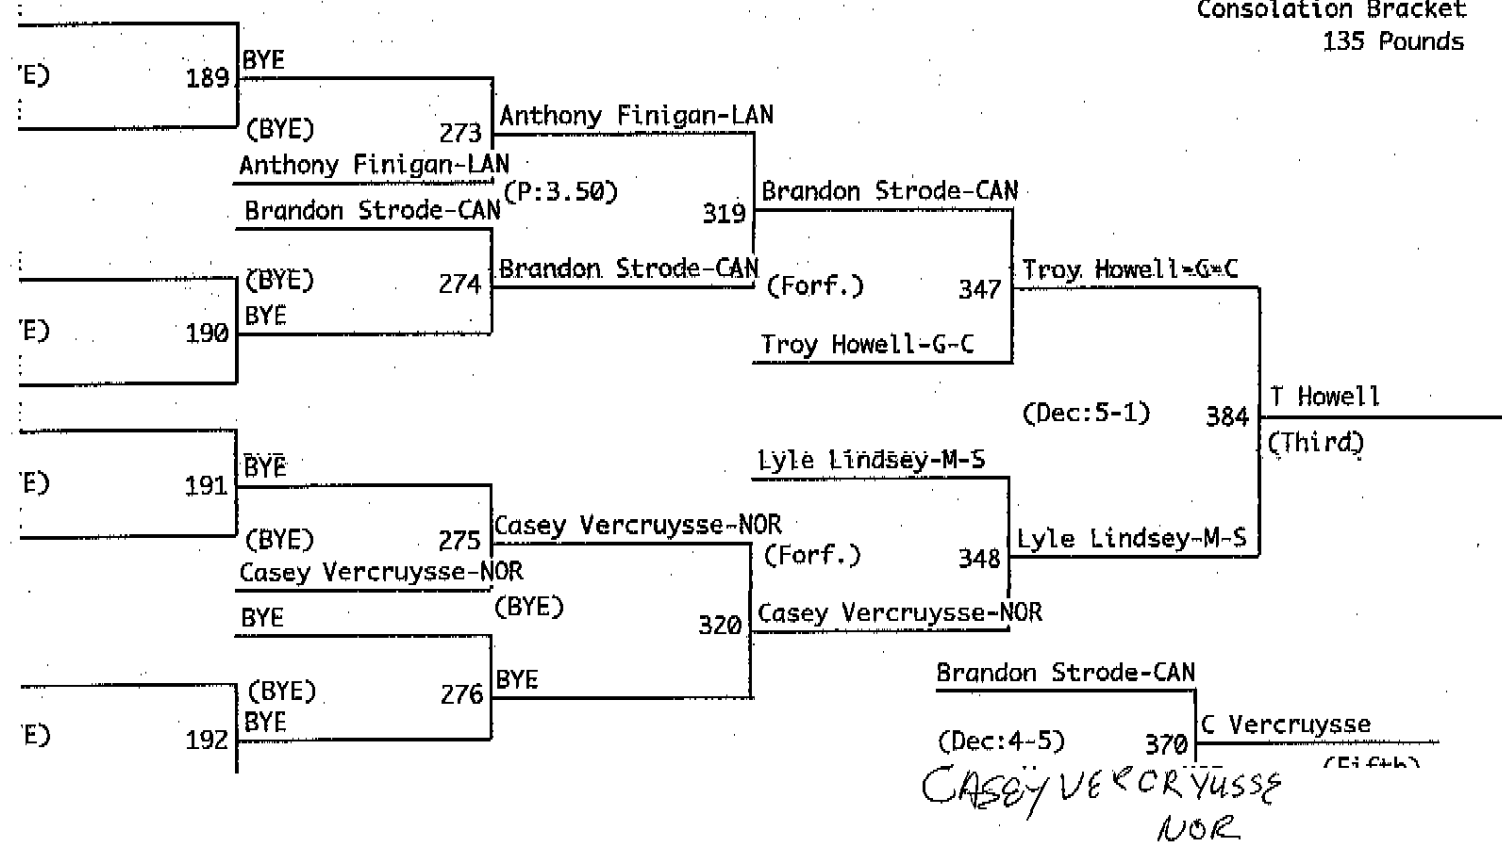 Consolation Bracket
135 Pounds
BYE
'E) 189
(BYE) 273 Anthony Finigan-LAN
Anthony Finigan-LAN
(P:3.50)
Brandon Strode-CAN 319 Brandon Strode-CAN
(BYE) 274 Brandon Strode-CAN (Forf.) 347 Troy Howell-G-C
BYE
'E) 190
Troy Howell-G-C
(Dec:5-1) 384 T Howell
(Third)
Lyle Lindsey-M-S
BYE
E) 191
(BYE) 275 Casey Vercruysse-NOR
(Forf.) 348 Lyle Lindsey-M-S
Casey Vercruysse-NOR
(BYE)
BYE 320 Casey Vercruysse-NOR
(BYE) 276 BYE
BYE
'E) 192
Brandon Strode-CAN
(Dec:4-5) 370 C Vercruysse
(Fifth)
CASEY VERCRYUSSE
NOR